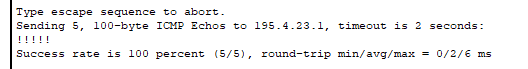 Type escape sequence to abort.
Sending 5, 100-byte ICMP Echos to 195.4.23.1, timeout is 2 seconds:
!!!!!
Success rate is 100 percent (5/5), round-trip min/avg/max = 0/2/6 ms